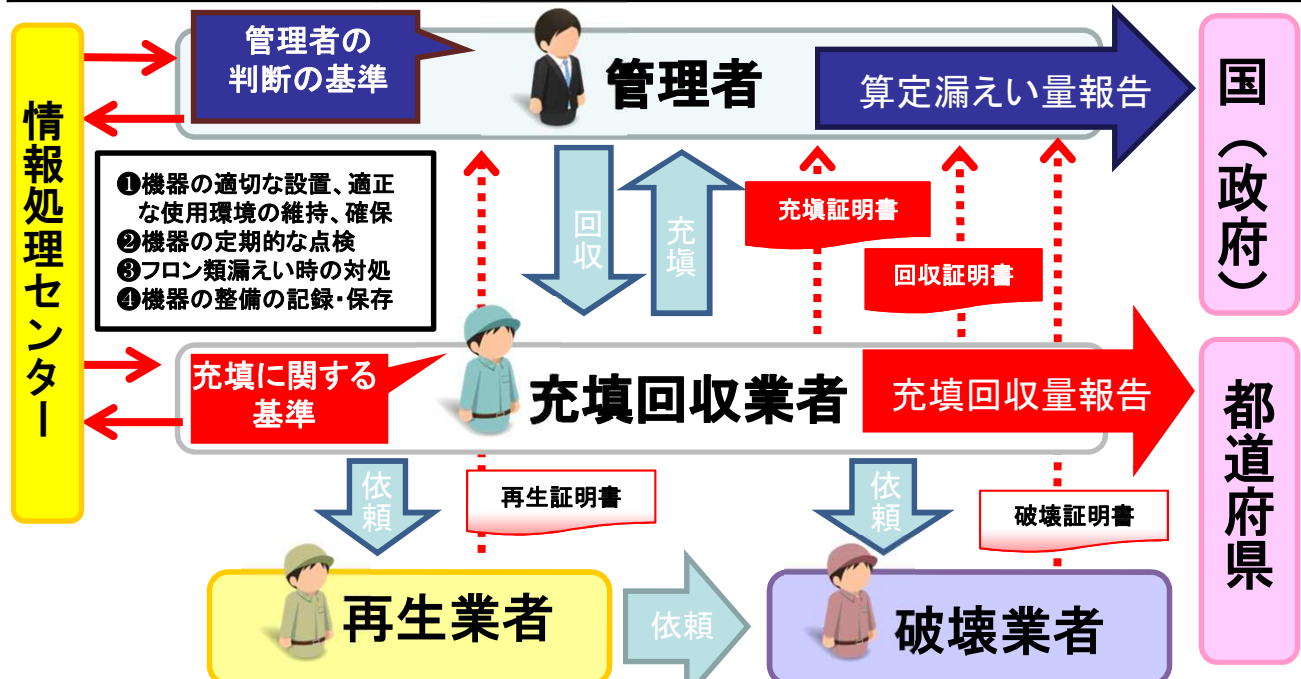 情報処理センター
管理者の
判断の基準
管理者
算定漏えい量報告
国（政府）
❶機器の適切な設置、適正
な使用環境の維持、確保
❷機器の定期的な点検
❸フロン類漏えい時の対処
❹機器の整備の記録・保存
回収
充塡
充塡証明書
回収証明書
充填に関する
基準
充填回収業者
充填回収量報告
都道府県
依頼
再生証明書
依頼
破壊証明書
再生業者
依頼
破壊業者